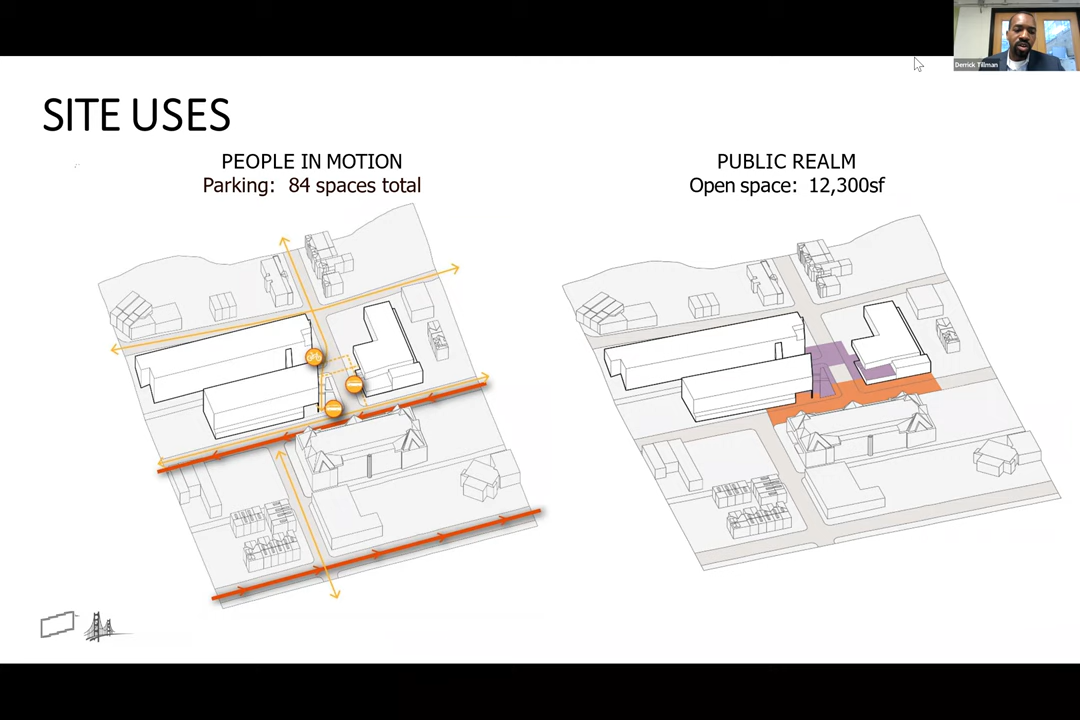 Derrick Tillman
SITE USES
PEOPLE IN MOTION
Parking: 84 spaces total
PUBLIC REALM
Open space: 12,300sf